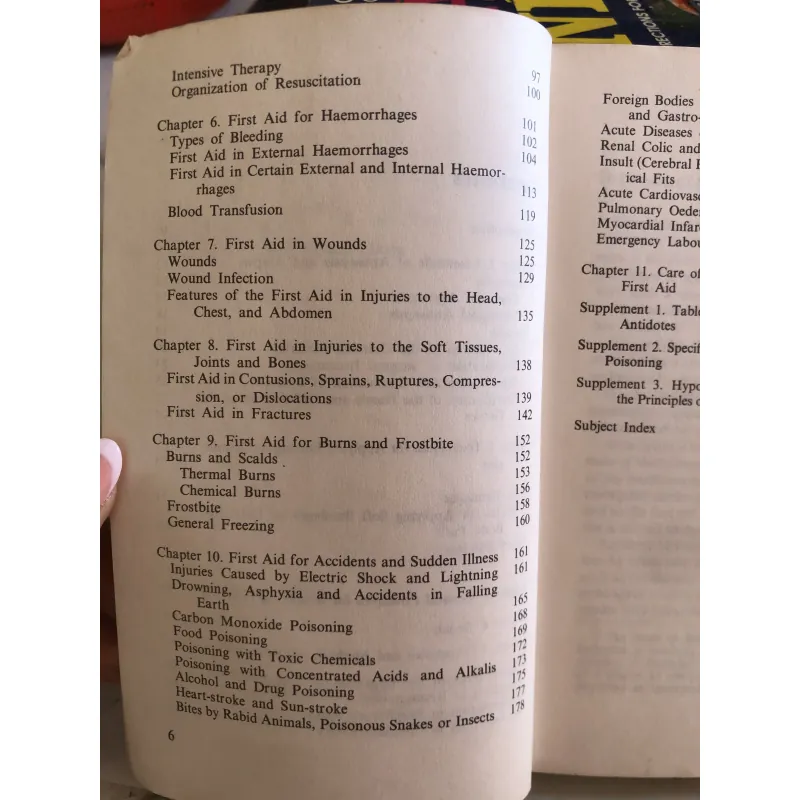 Intensive Therapy 97
Organization of Resuscitation 100
Chapter 6. First Aid for Haemorrhages 101
Types of Bleeding 102
First Aid in External Haemorrhages 104
First Aid in Certain External and Internal Haemor-
rhages 113
Blood Transfusion 119
Chapter 7. First Aid in Wounds 125
Wounds 125
Wound Infection 129
Features of the First Aid in Injuries to the Head,
Chest, and Abdomen 135
Chapter 8. First Aid in Injuries to the Soft Tissues,
Joints and Bones 138
First Aid in Contusions, Sprains, Ruptures, Compres-
sion, or Dislocations 139
First Aid in Fractures 142
Chapter 9. First Aid for Burns and Frostbite 152
Burns and Scalds 152
Thermal Burns 153
Chemical Burns 156
Frostbite 158
General Freezing 160
Chapter 10. First Aid for Accidents and Sudden Illness 161
Injuries Caused by Electric Shock and Lightning 161
Drowning, Asphyxia and Accidents in Falling
Earth 165
Carbon Monoxide Poisoning 168
Food Poisoning 169
Poisoning with Toxic Chemicals 172
Poisoning with Concentrated Acids and Alkalis 173
Alcohol and Drug Poisoning 175
Heart-stroke and Sun-stroke 177
Bites by Rabid Animals, Poisonous Snakes or Insects 178
6
Foreign Bodies
and Gastro-
Acute Diseases
Renal Colic and
Insult (Cerebral
ical Fits
Acute Cardiovas
Pulmonary Oede
Myocardial Infar
Emergency Labou
Chapter 11. Care of
First Aid
Supplement 1. Tabl
Antidotes
Supplement 2. Specif
Poisoning
Supplement 3. Hypo
the Principles o
Subject Index
RECTIONS FOR